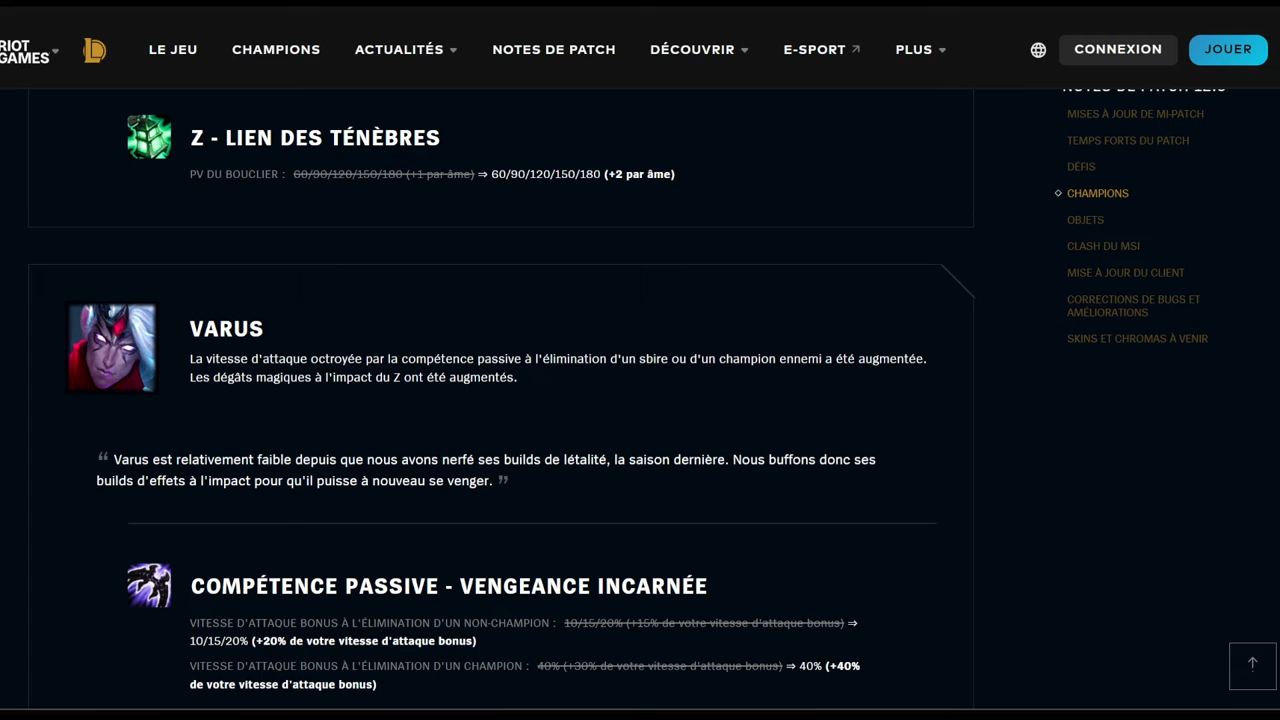 RIOT
GAMES
LE JEU
CHAMPIONS
ACTUALITÉS
NOTES DE PATCH
DÉCOUVRIR
E-SPORT
PLUS
CONNEXION
JOUER
Z - LIEN DES TÉNÈBRES
PV DU BOUCLIER : 60/90/120/150/180 (+1 par âme) ⇒ 60/90/120/150/180 (+2 par âme)
VARUS
La vitesse d'attaque octroyée par la compétence passive à l'élimination d'un sbire ou d'un champion ennemi a été augmentée.
Les dégâts magiques à l'impact du Z ont été augmentés.
“ Varus est relativement faible depuis que nous avons nerfé ses builds de létalité, la saison dernière. Nous buffons donc ses
builds d'effets à l'impact pour qu'il puisse à nouveau se venger. ”
COMPÉTENCE PASSIVE - VENGEANCE INCARNÉE
VITESSE D'ATTAQUE BONUS À L'ÉLIMINATION D'UN NON-CHAMPION : 10/15/20% (+15% de votre vitesse d'attaque bonus) ⇒
10/15/20% (+20% de votre vitesse d'attaque bonus)
VITESSE D'ATTAQUE BONUS À L'ÉLIMINATION D'UN CHAMPION : 40% (+30% de votre vitesse d'attaque bonus) ⇒ 40% (+40%
de votre vitesse d'attaque bonus)
NOTES DE PATCH
MISES À JOUR DE MI-PATCH
TEMPS FORTS DU PATCH
DÉFIS
CHAMPIONS
OBJETS
CLASH DU MSI
MISE À JOUR DU CLIENT
CORRECTIONS DE BUGS ET
AMÉLIORATIONS
SKINS ET CHROMAS À VENIR